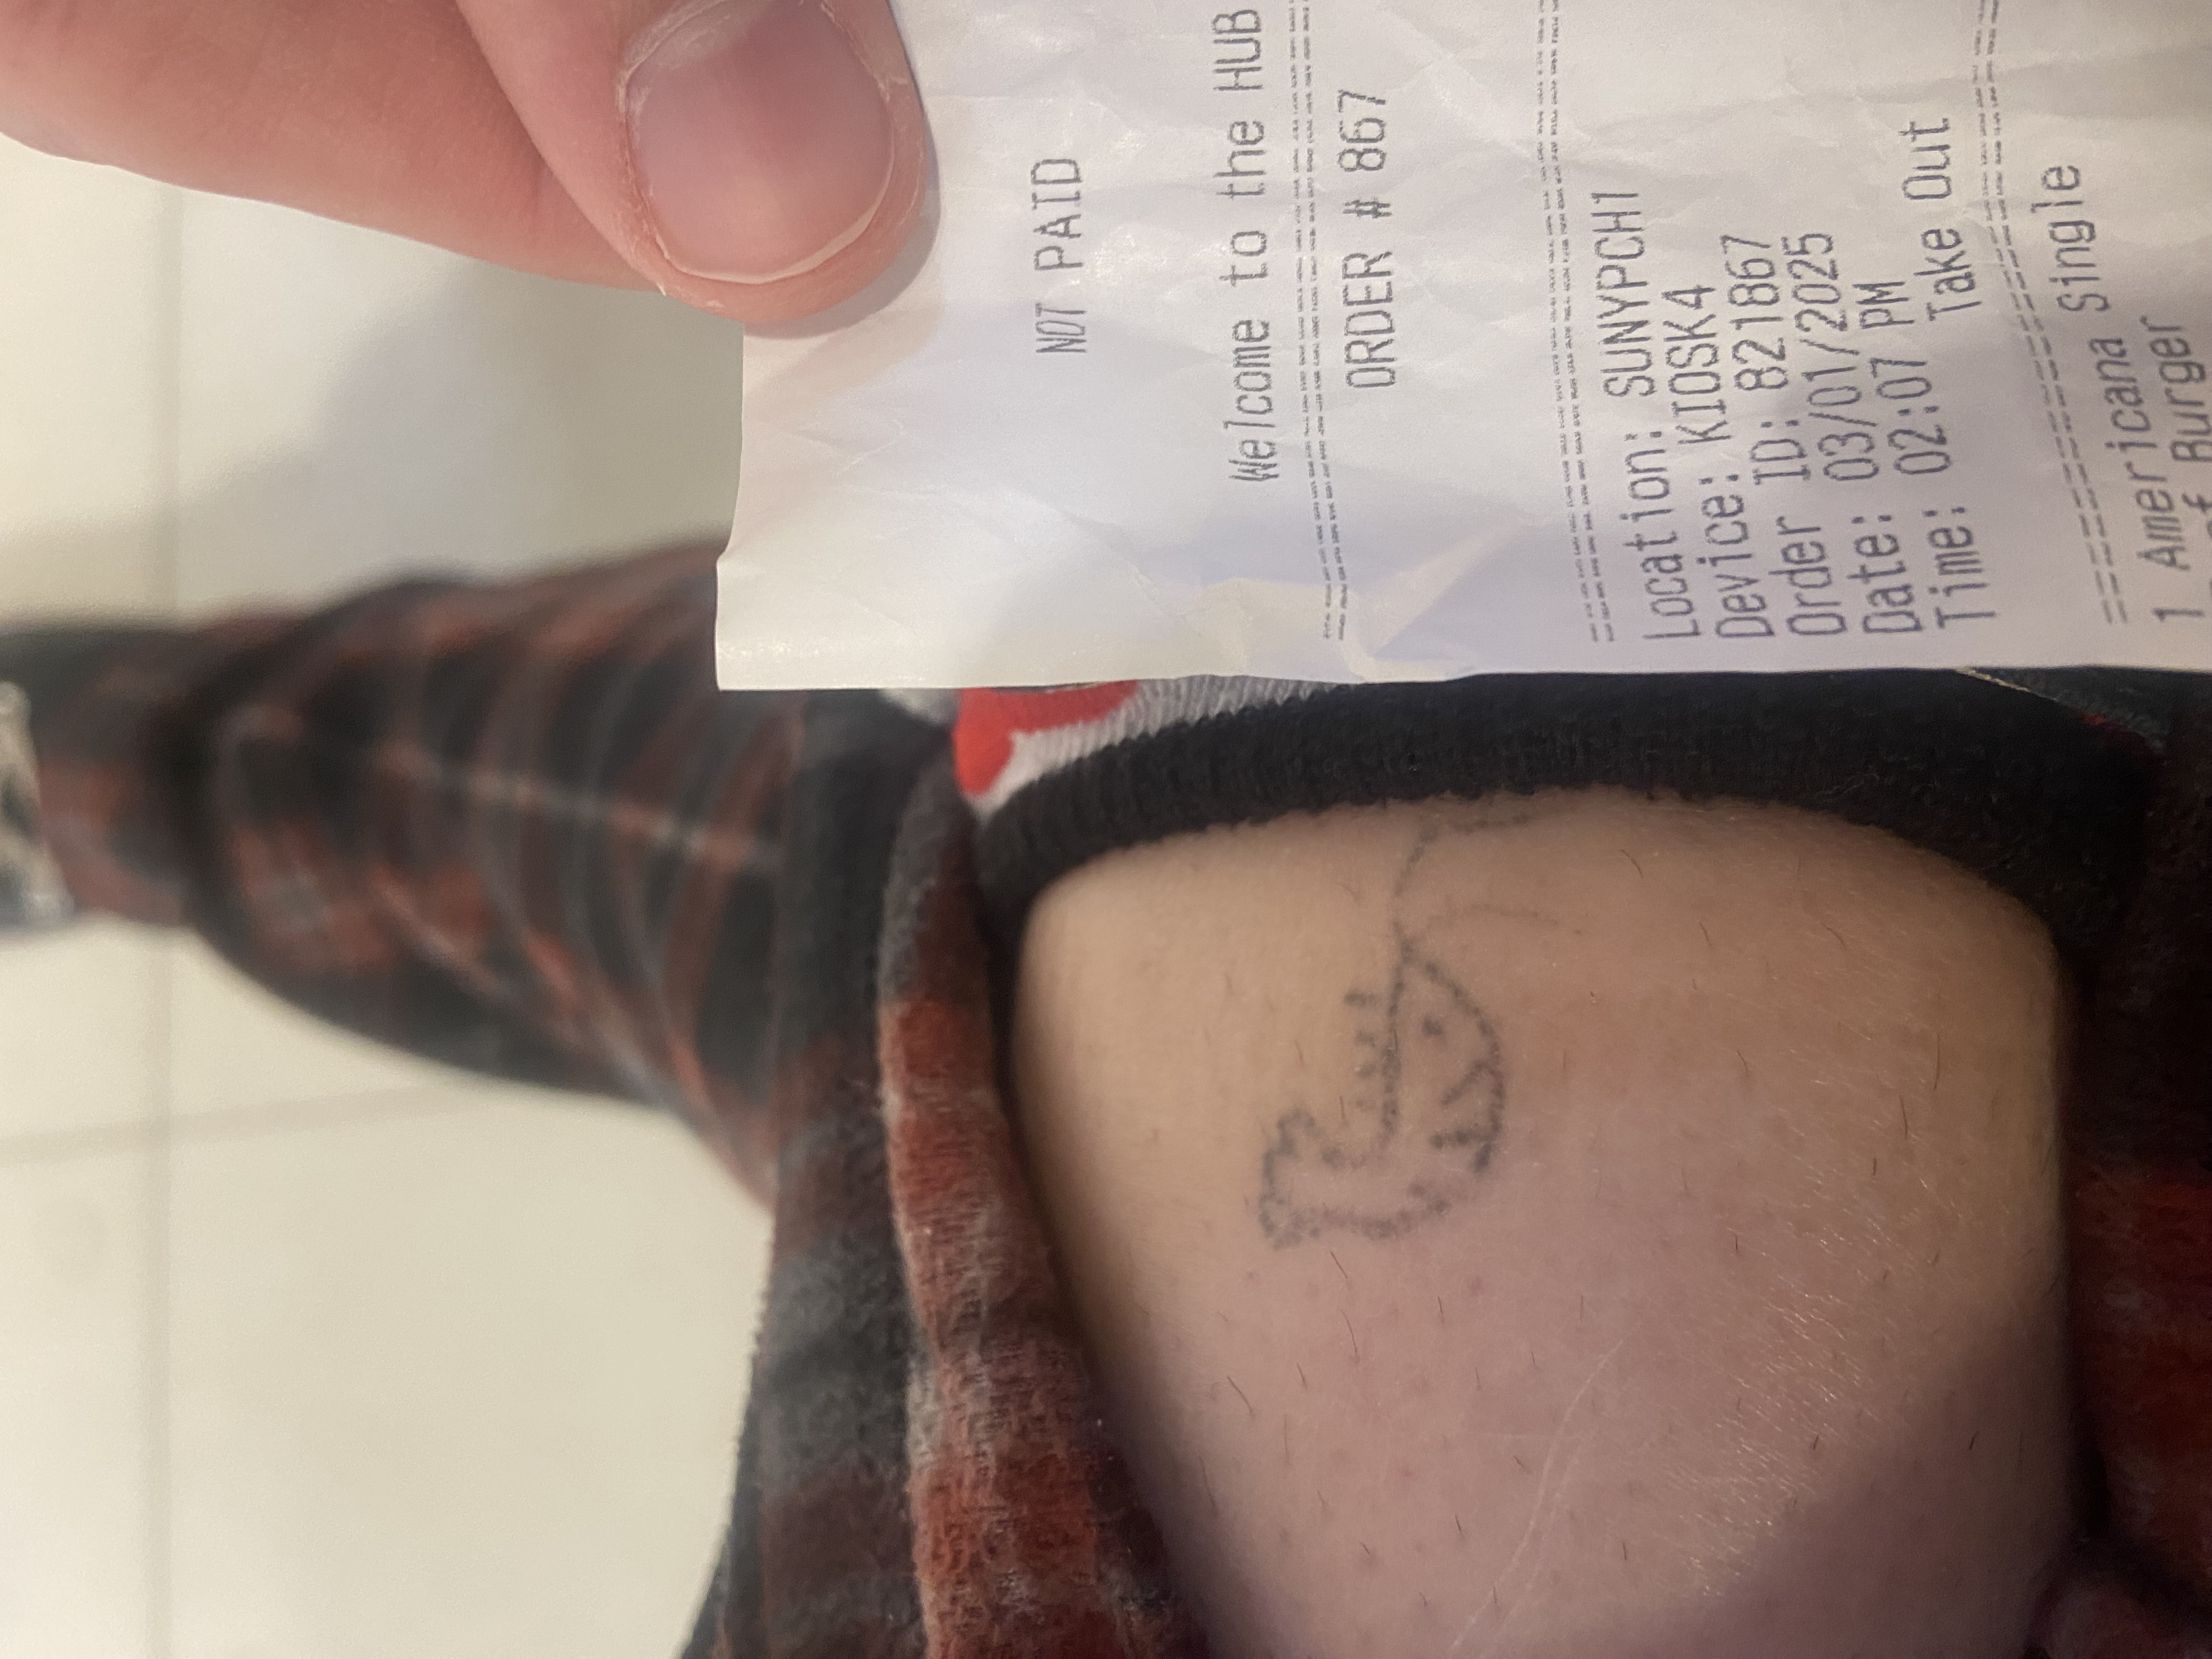 NOT PAID
Welcome to the HUB
ORDER # 867
Location: SUNYPCH1
Device: KIOSK4
Order ID: 821867
Date: 03/01/2025
Time: 02:07 PM
Take Out
1 Americana Single
Burger